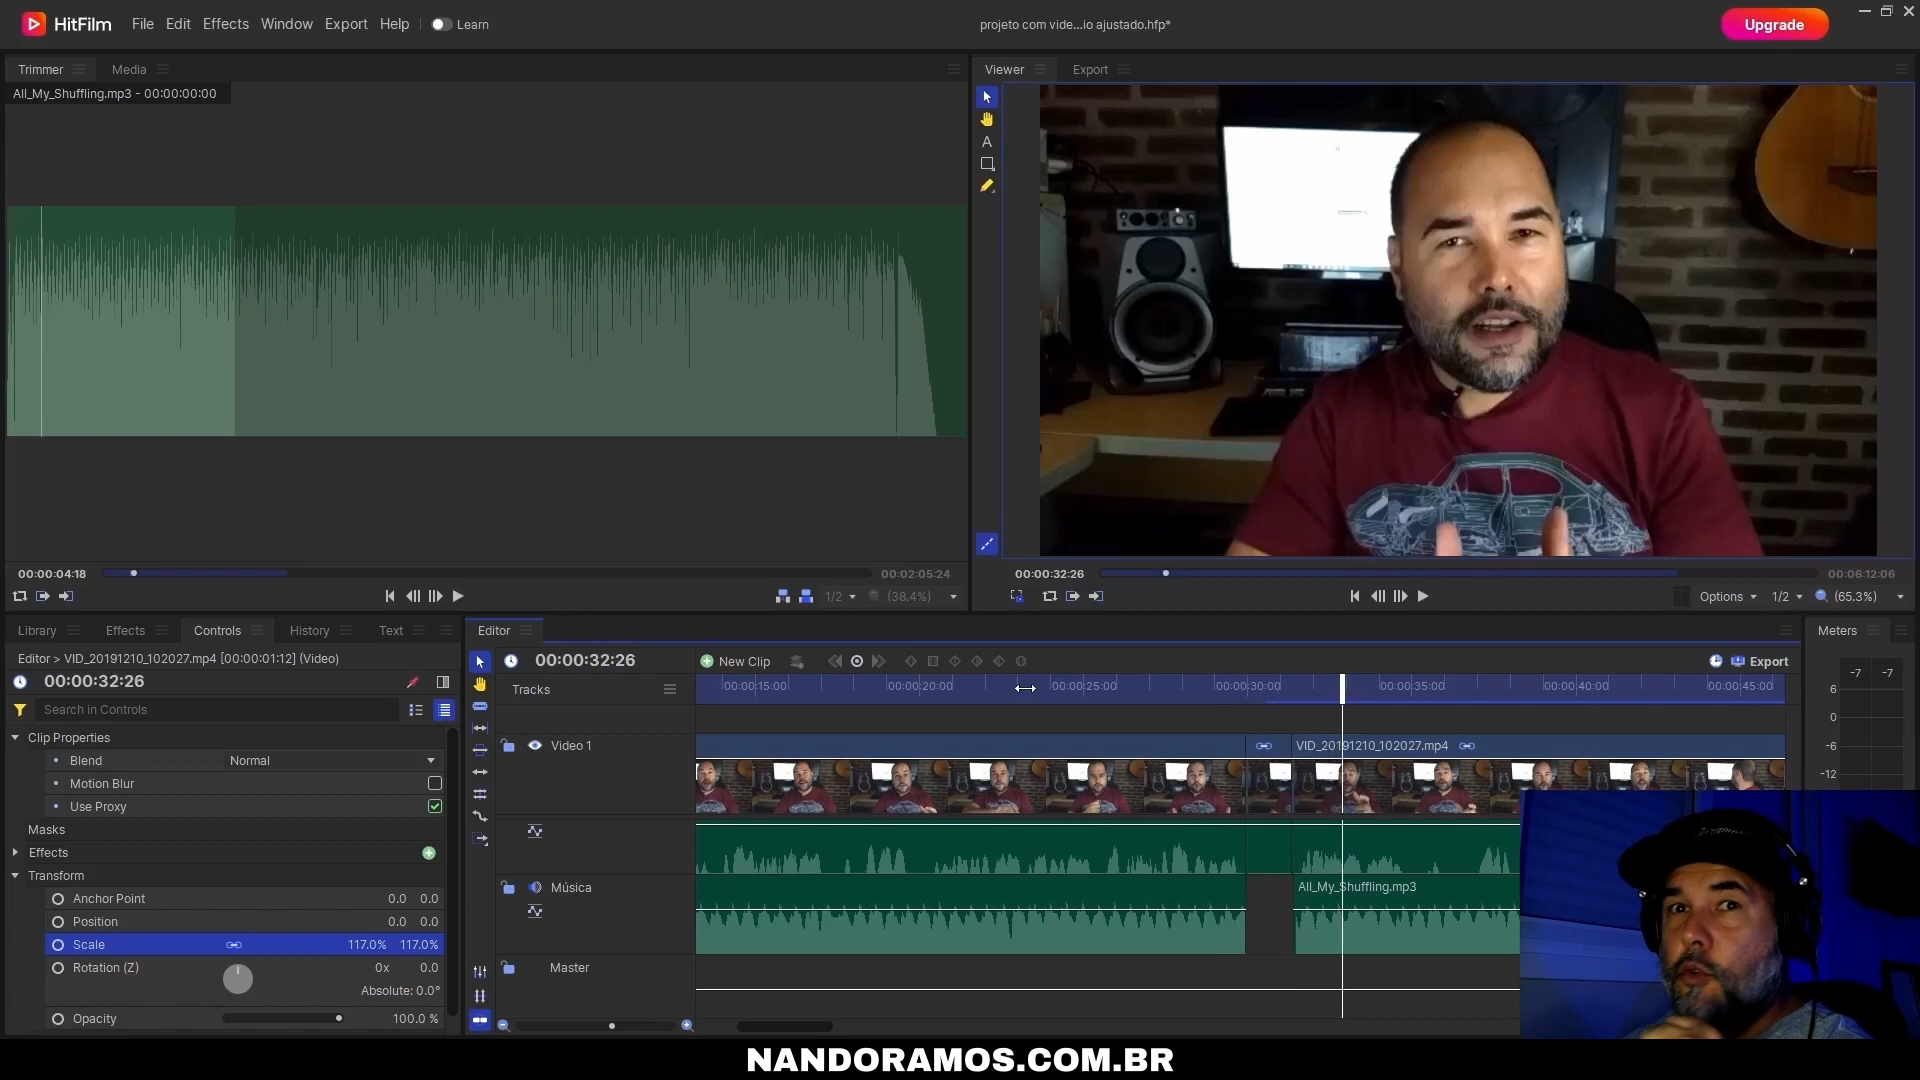 HitFilm File Edit Effects Window Export Help Learn
projeto com vide...io ajustado.hfp*
Upgrade
Trimmer Media
All_My_Shuffling.mp3 - 00:00:00:00
Viewer Export
A
00:00:04:18
00:02:05:24
1/2 (38.4%)
00:00:32:26
00:06:12:06
Options 1/2 (65.3%)
Library Effects Controls History Text
Editor > VID_20191210_102027.mp4 [00:00:01:12] (Video)
00:00:32:26
Search in Controls
Clip Properties
Blend Normal
Motion Blur
Use Proxy
Masks
Effects
Transform
Anchor Point 0.0 0.0
Position 0.0 0.0
Scale 117.0% 117.0%
Rotation (Z) 0x 0.0
Absolute: 0.0°
Opacity 100.0 %
Editor
00:00:32:26 New Clip Export
Tracks
00:00:15:00 00:00:20:00 00:00:25:00 00:00:30:00 00:00:35:00 00:00:40:00 00:00:45:00
Video 1
VID_20191210_102027.mp4
Música
All_My_Shuffling.mp3
Master
Meters
-7 -7
6
0
-6
-12
NANDORAMOS.COM.BR